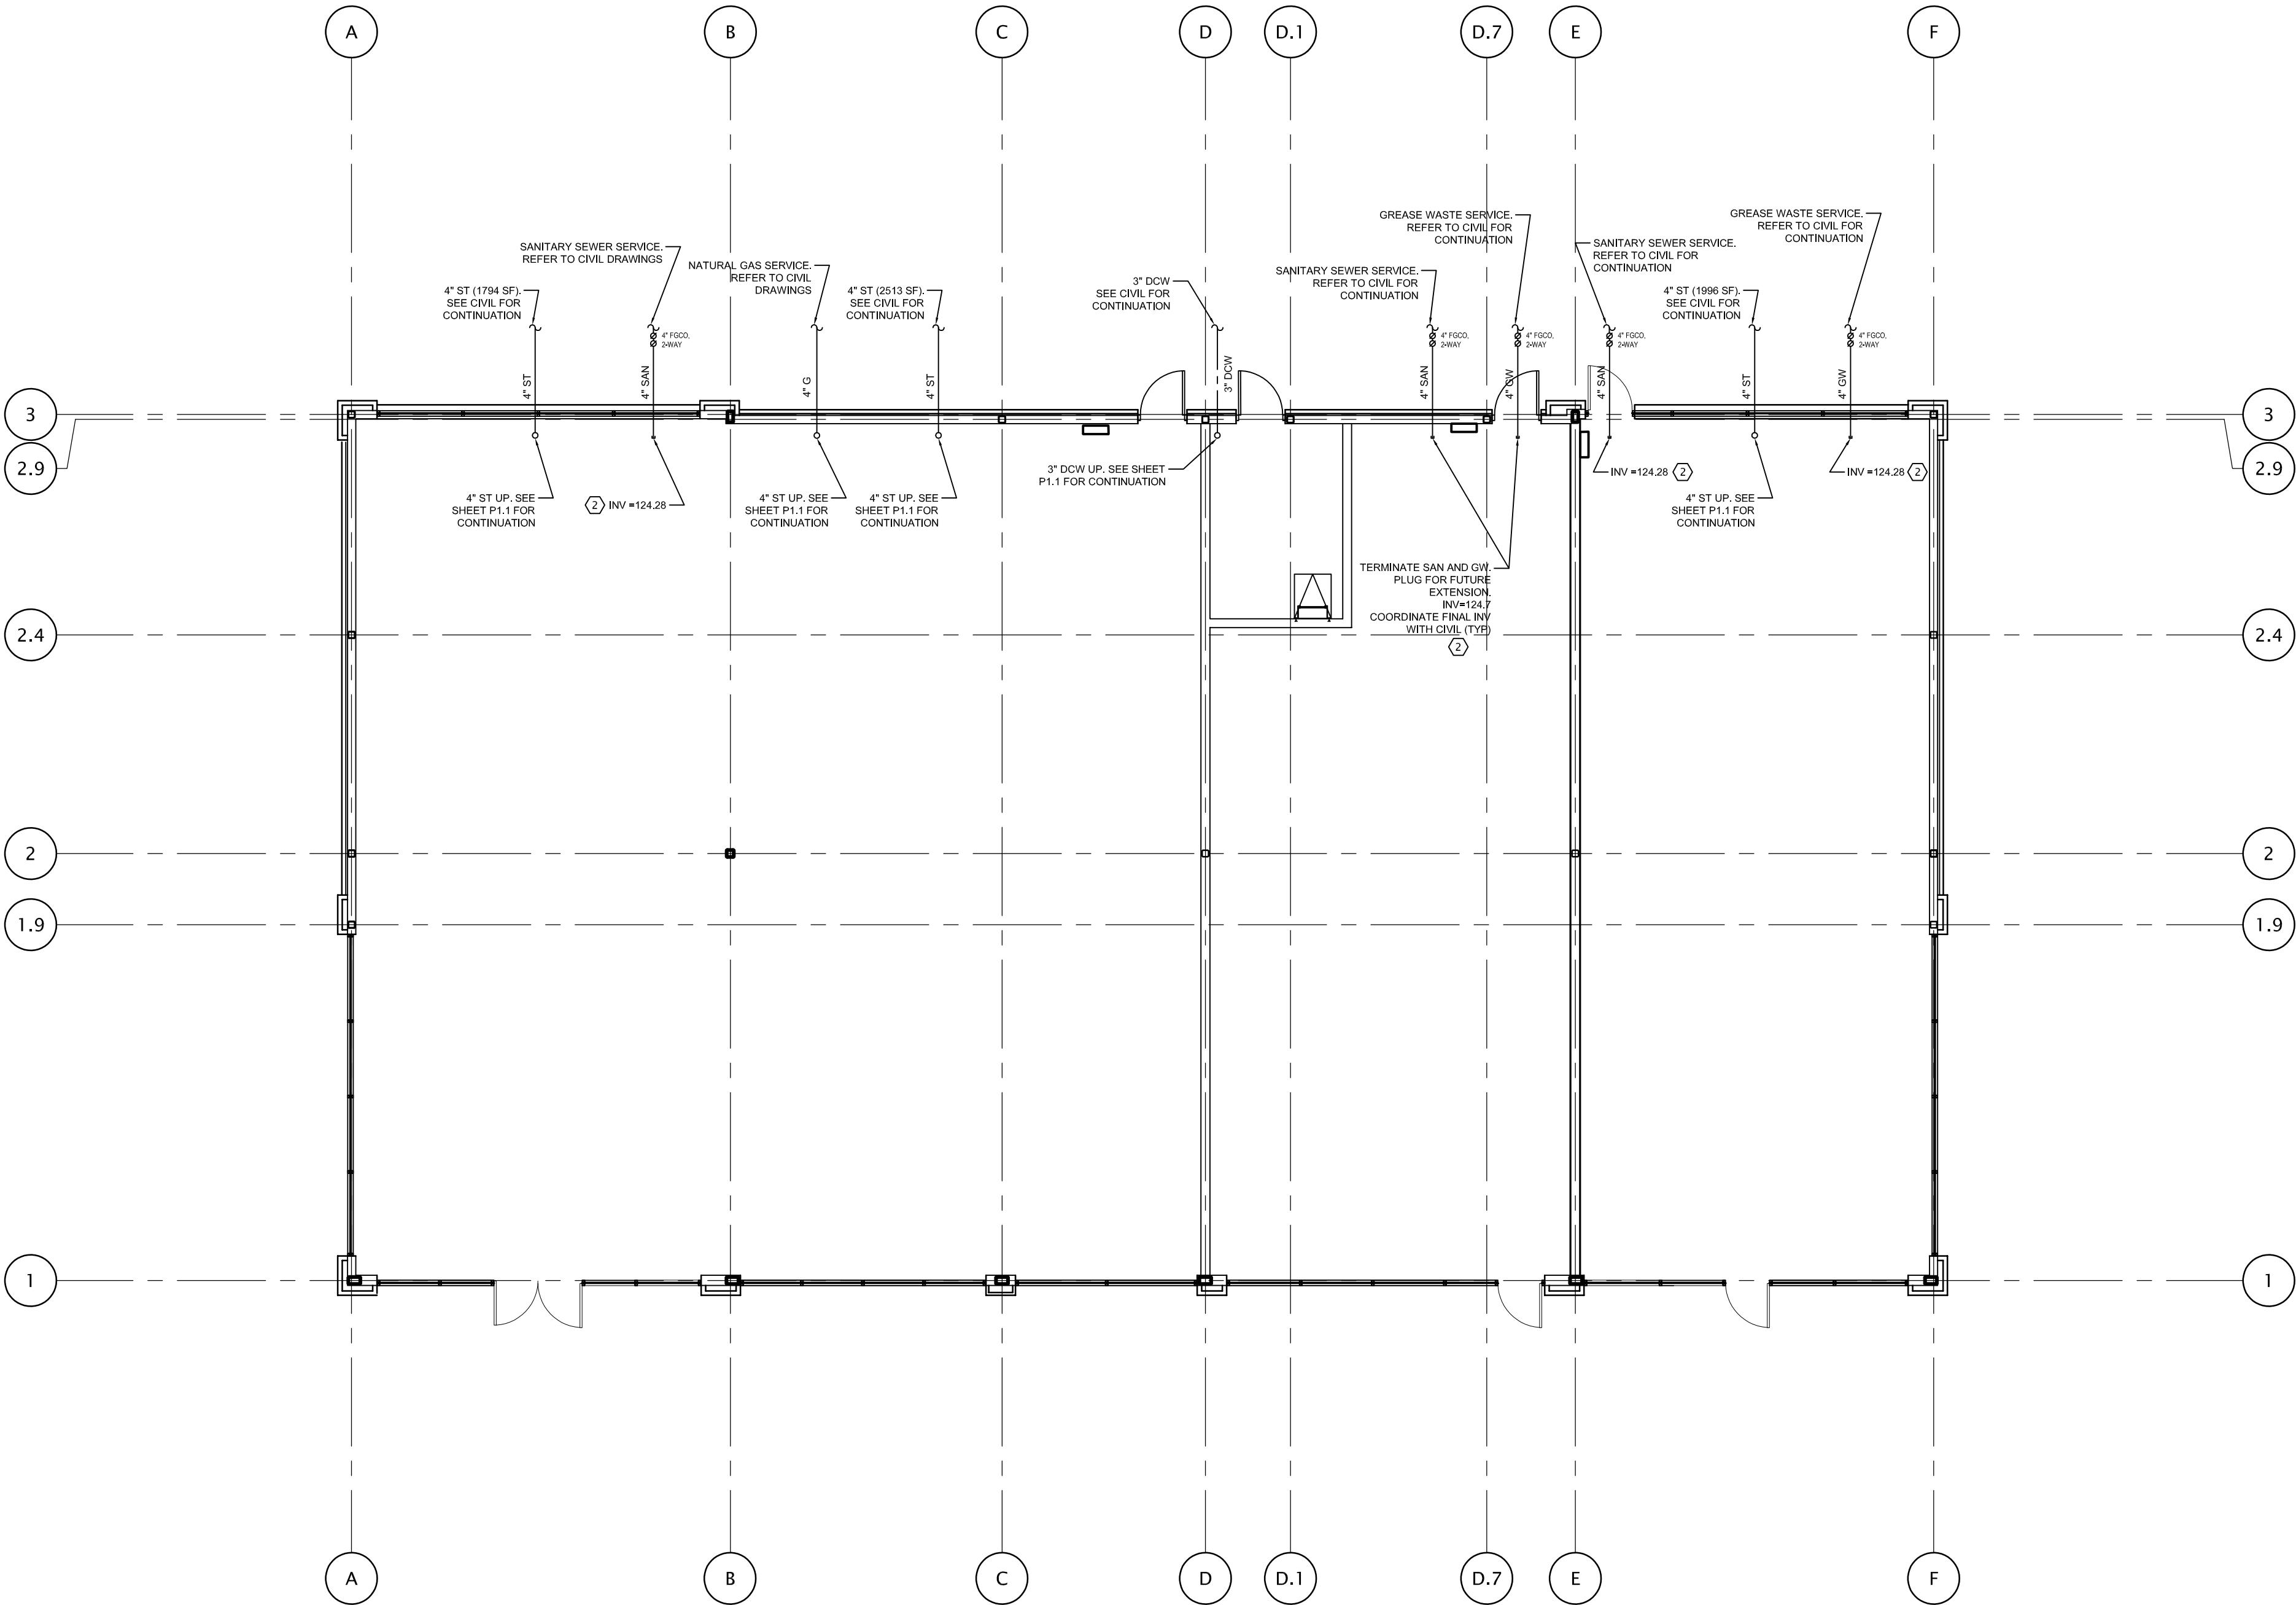 A
B
C
D
D.1
D.7
E
F
GREASE WASTE SERVICE.
REFER TO CIVIL FOR
CONTINUATION
GREASE WASTE SERVICE.
REFER TO CIVIL FOR
CONTINUATION
SANITARY SEWER SERVICE.
REFER TO CIVIL DRAWINGS
SANITARY SEWER SERVICE.
REFER TO CIVIL FOR
CONTINUATION
NATURAL GAS SERVICE.
REFER TO CIVIL
DRAWINGS
SANITARY SEWER SERVICE.
REFER TO CIVIL FOR
CONTINUATION
3" DCW
SEE CIVIL FOR
CONTINUATION
4" ST (1794 SF).
SEE CIVIL FOR
CONTINUATION
4" ST (2513 SF).
SEE CIVIL FOR
CONTINUATION
4" ST (1996 SF).
SEE CIVIL FOR
CONTINUATION
4" FGCO,
2-WAY
4" FGCO,
2-WAY
4" FGCO,
2-WAY
4" FGCO,
2-WAY
4" FGCO,
2-WAY
4" ST
4" SAN
4" G
4" ST
3" DCW
4" SAN
4" GW
4" SAN
4" ST
4" GW
3
3
2.9
2.9
3" DCW UP. SEE SHEET
P1.1 FOR CONTINUATION
INV =124.28 2
INV =124.28 2
4" ST UP. SEE
SHEET P1.1 FOR
CONTINUATION
2 INV =124.28
4" ST UP. SEE
SHEET P1.1 FOR
CONTINUATION
4" ST UP. SEE
SHEET P1.1 FOR
CONTINUATION
4" ST UP. SEE
SHEET P1.1 FOR
CONTINUATION
TERMINATE SAN AND GW.
PLUG FOR FUTURE
EXTENSION.
INV=124.7
COORDINATE FINAL INV
WITH CIVIL (TYP)
2
2.4
2.4
2
2
1.9
1.9
1
1
A
B
C
D
D.1
D.7
E
F